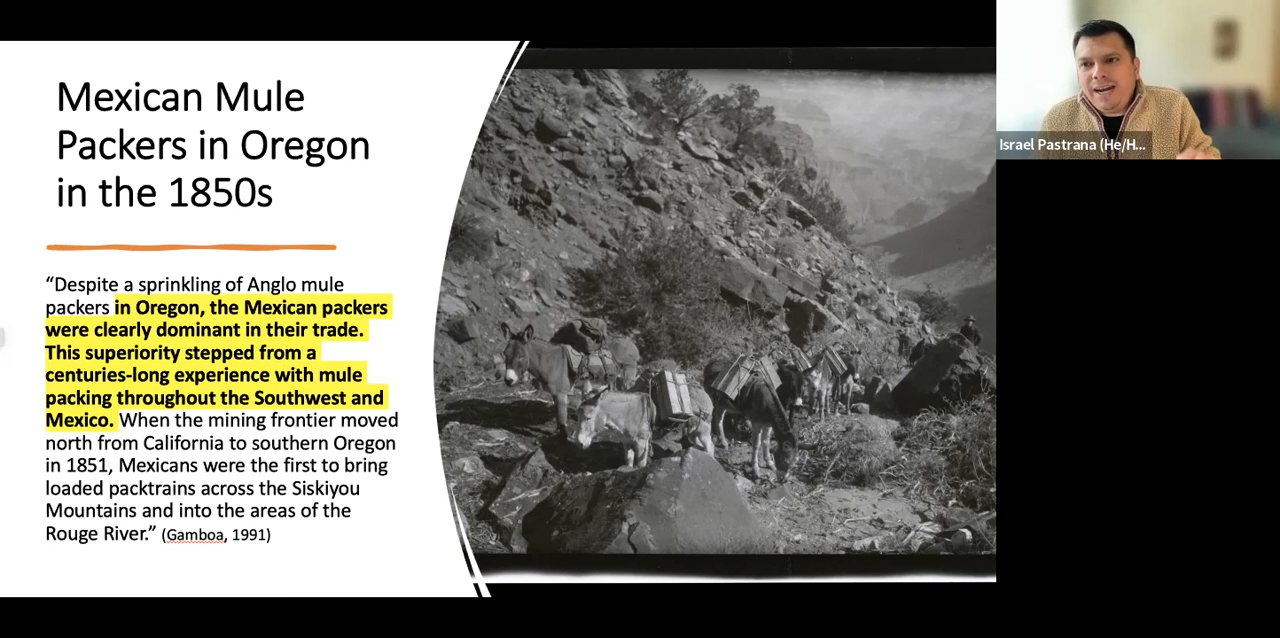 Mexican Mule
Packers in Oregon
in the 1850s
“Despite a sprinkling of Anglo mule
packers in Oregon, the Mexican packers
were clearly dominant in their trade.
This superiority stepped from a
centuries-long experience with mule
packing throughout the Southwest and
Mexico. When the mining frontier moved
north from California to southern Oregon
in 1851, Mexicans were the first to bring
loaded packtrains across the Siskiyou
Mountains and into the areas of the
Rouge River.” (Gamboa, 1991)
Israel Pastrana (He/H...